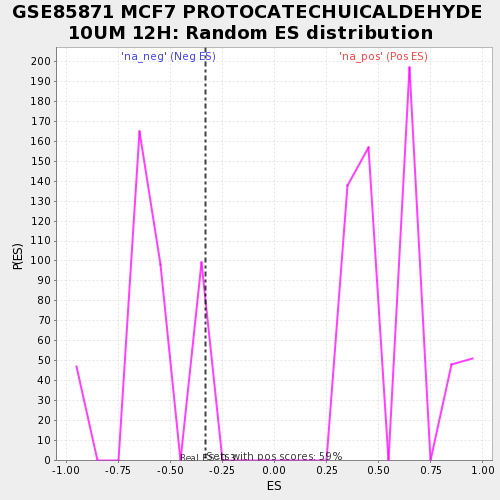 GSE85871 MCF7 PROTOCATECHUICALDEHYDE
10UM 12H: Random ES distribution
'na_neg' (Neg ES)
'na_pos' (Pos ES)
200
190
180
170
160
150
140
130
120
110
100
90
80
70
60
50
40
30
20
10
0
P(ES)
Sets with pos scores: 59%
-1.00 -0.75 -0.50 -0.25 0.00 0.25 0.50 0.75 1.00
ES